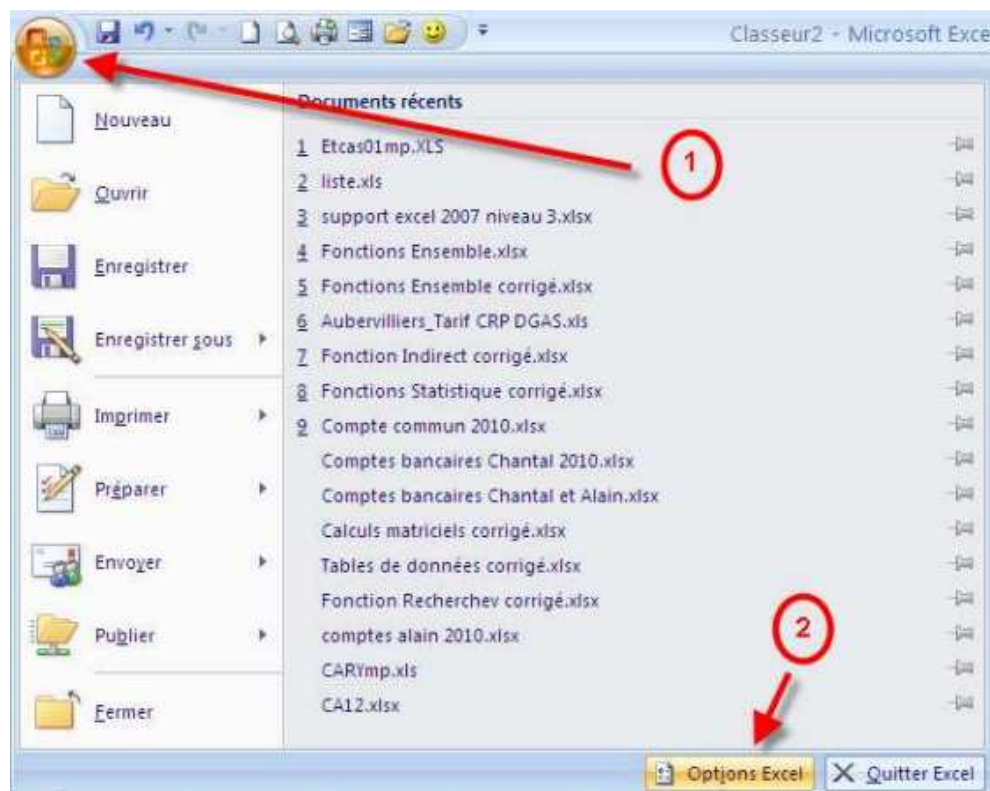 Classeur2 - Microsoft Exce
Documents récents
Nouveau
Ouvrir
Enregistrer
Enregistrer sous
Imprimer
Préparer
Envoyer
Publier
Fermer
1 Etcas01mp.XLS
2 liste.xls
3 support excel 2007 niveau 3.xlsx
4 Fonctions Ensemble.xlsx
5 Fonctions Ensemble corrigé.xlsx
6 Aubervilliers_Tarif CRP DGAS.xls
7 Fonction Indirect corrigé.xlsx
8 Fonctions Statistique corrigé.xlsx
9 Compte commun 2010.xlsx
Comptes bancaires Chantal 2010.xlsx
Comptes bancaires Chantal et Alain.xlsx
Calculs matriciels corrigé.xlsx
Tables de données corrigé.xlsx
Fonction Recherchev corrigé.xlsx
comptes alain 2010.xlsx
CARYmp.xls
CA12.xlsx
1
2
Options Excel
Quitter Excel